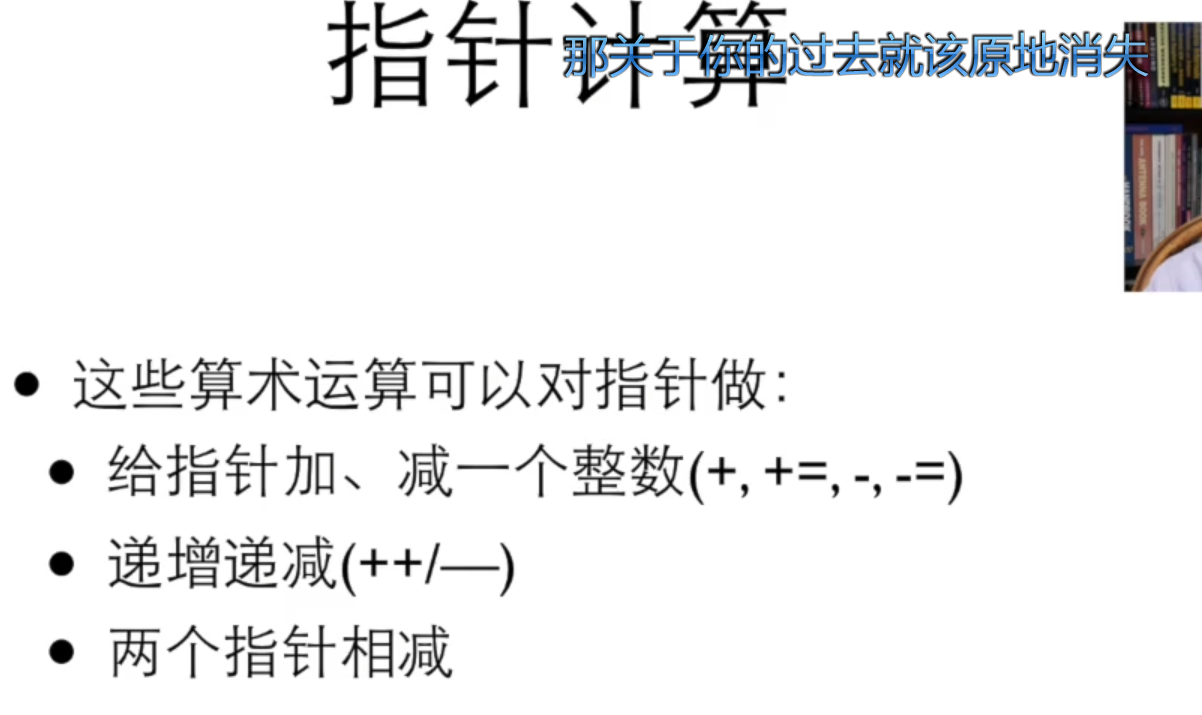 指针计算
那关于你的过去就该原地消失
ANTENNA BOOK
• 这些算术运算可以对指针做:
• 给指针加、减一个整数(+, +=, -, -=)
• 递增递减(++/—)
• 两个指针相减